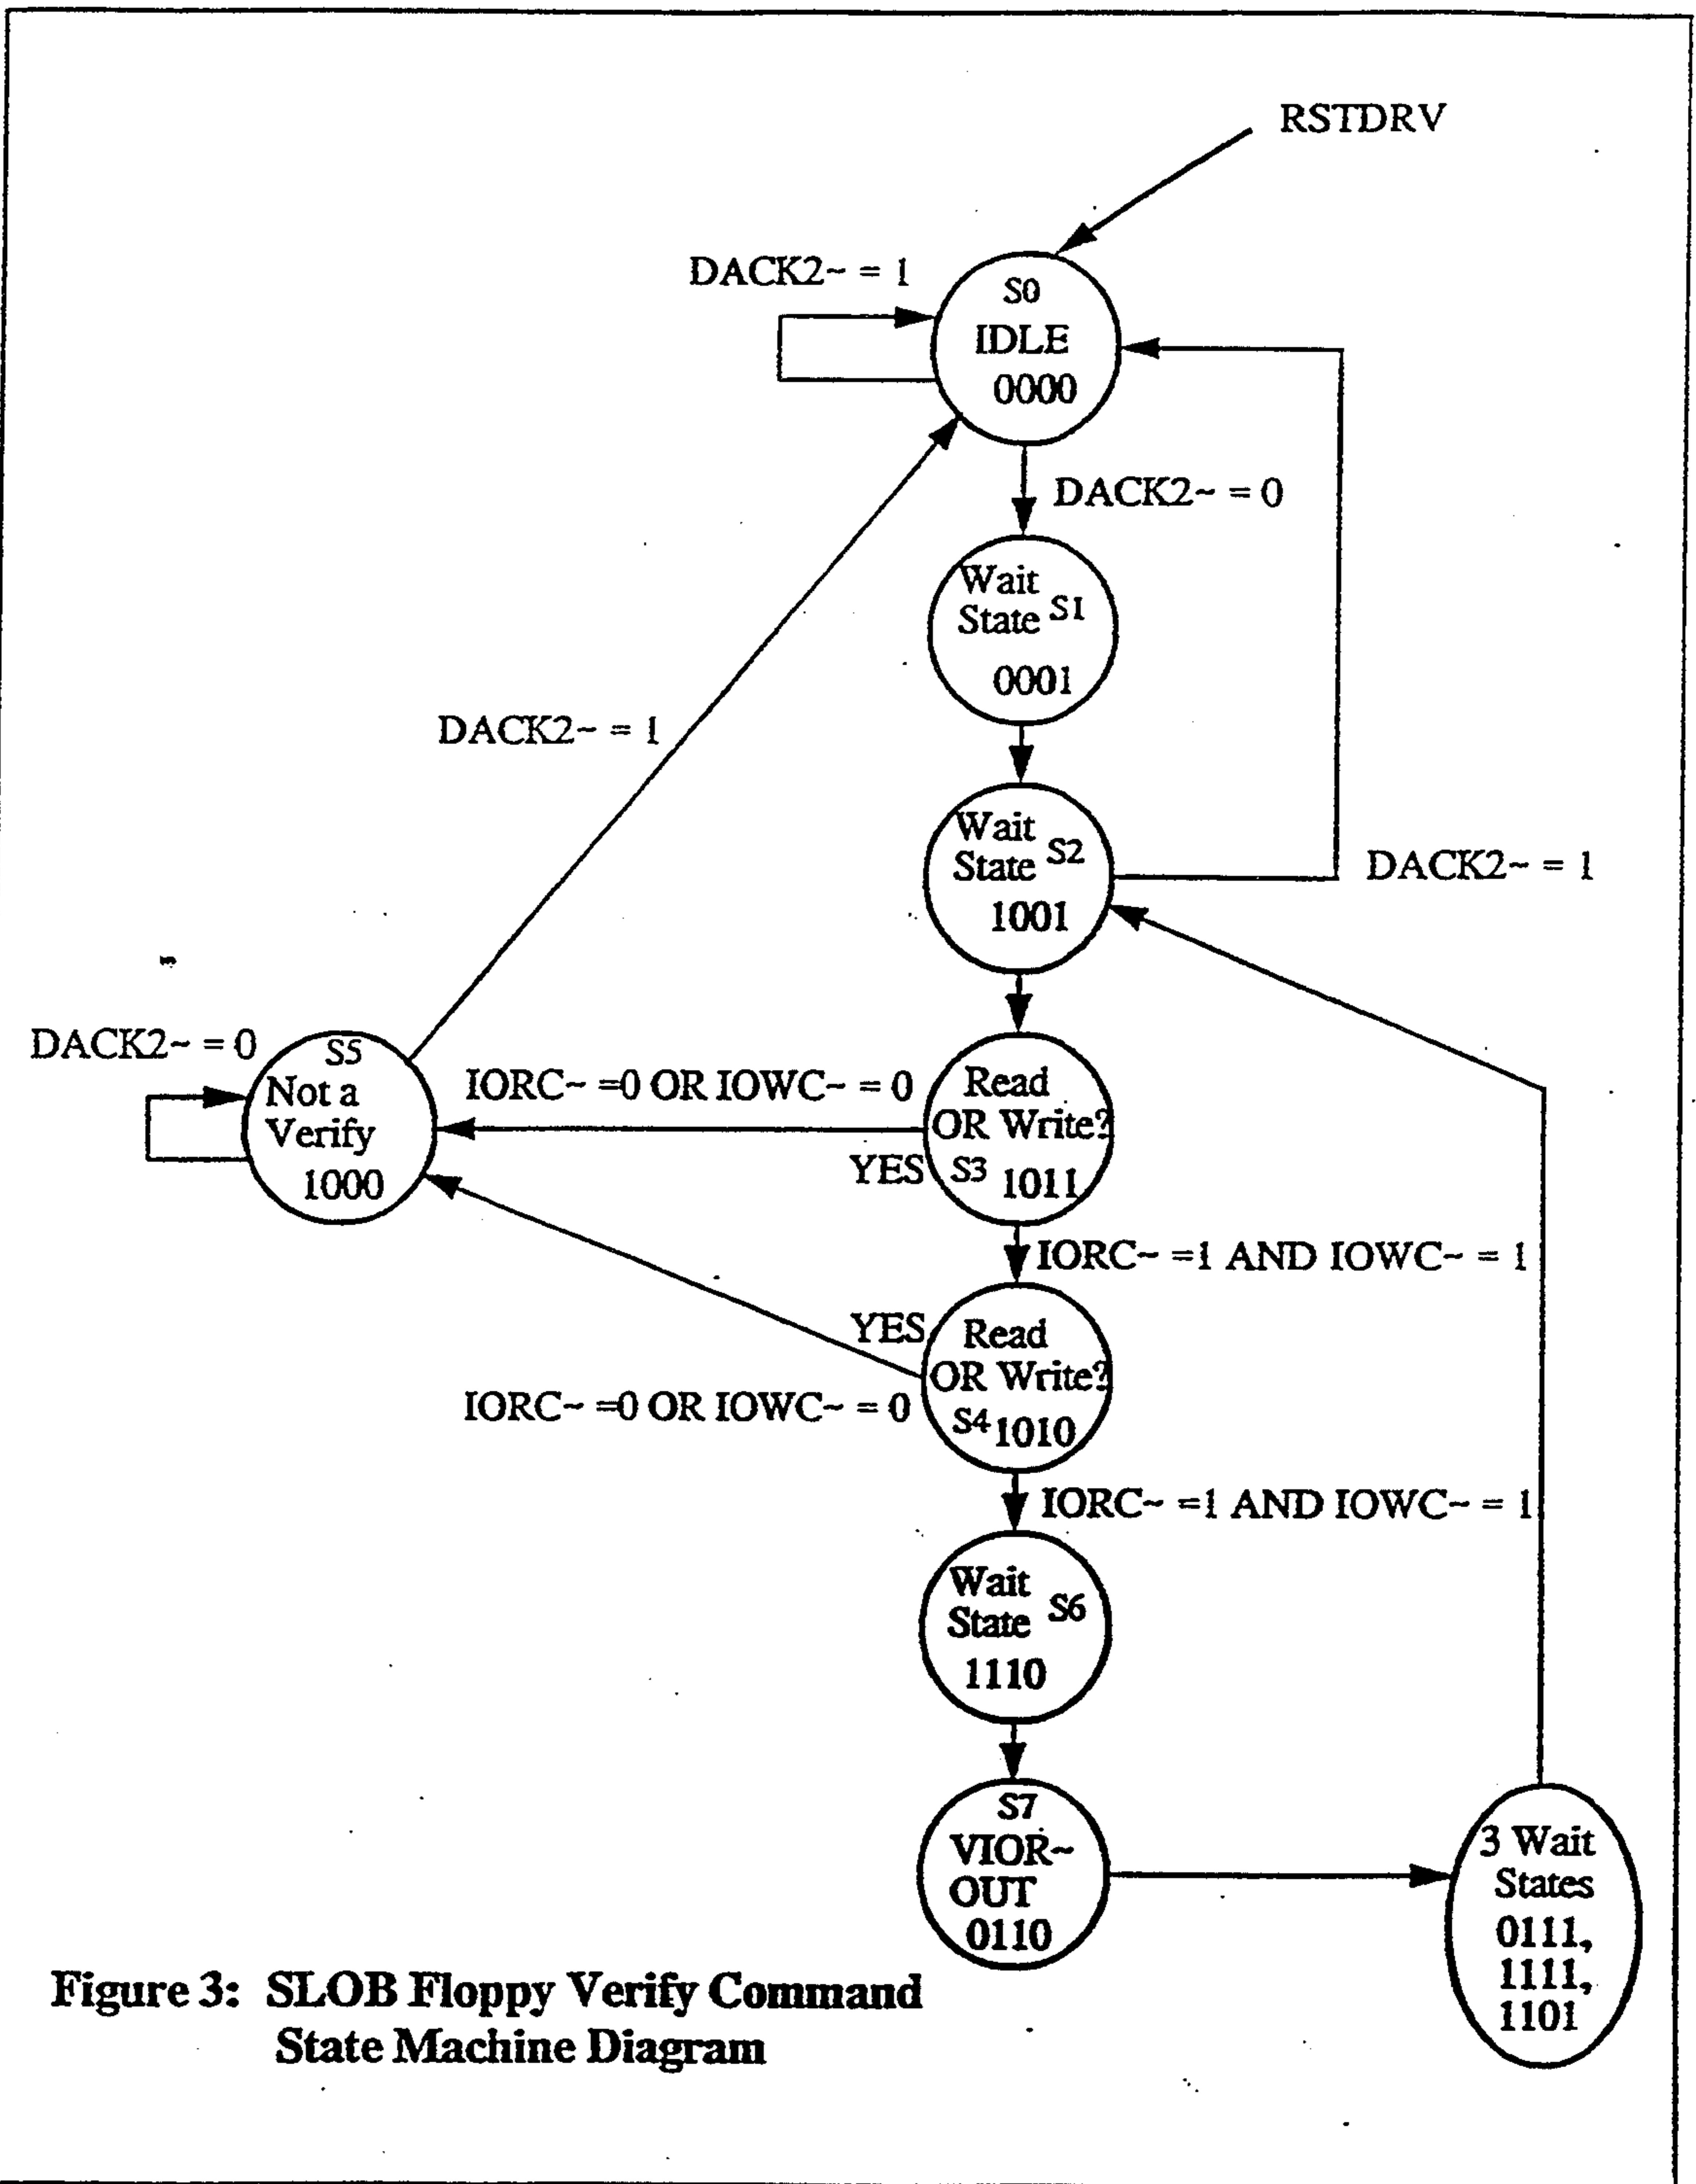 RSTDRV
DACK2~ = 1
S0
IDLE
0000
DACK2~ = 0
Wait
State S1
0001
DACK2~ = 1
Wait
State S2
1001
DACK2~ = 1
DACK2~ = 0
S5
Not a
Verify
1000
IORC~ =0 OR IOWC~ = 0
YES
Read
OR Write?
S3 1011
IORC~ =1 AND IOWC~ = 1
YES
IORC~ =0 OR IOWC~ = 0
Read
OR Write?
S4 1010
IORC~ =1 AND IOWC~ = 1
Wait
State S6
1110
S7
VIOR~
OUT
0110
3 Wait
States
0111,
1111,
1101
Figure 3: SLOB Floppy Verify Command
State Machine Diagram